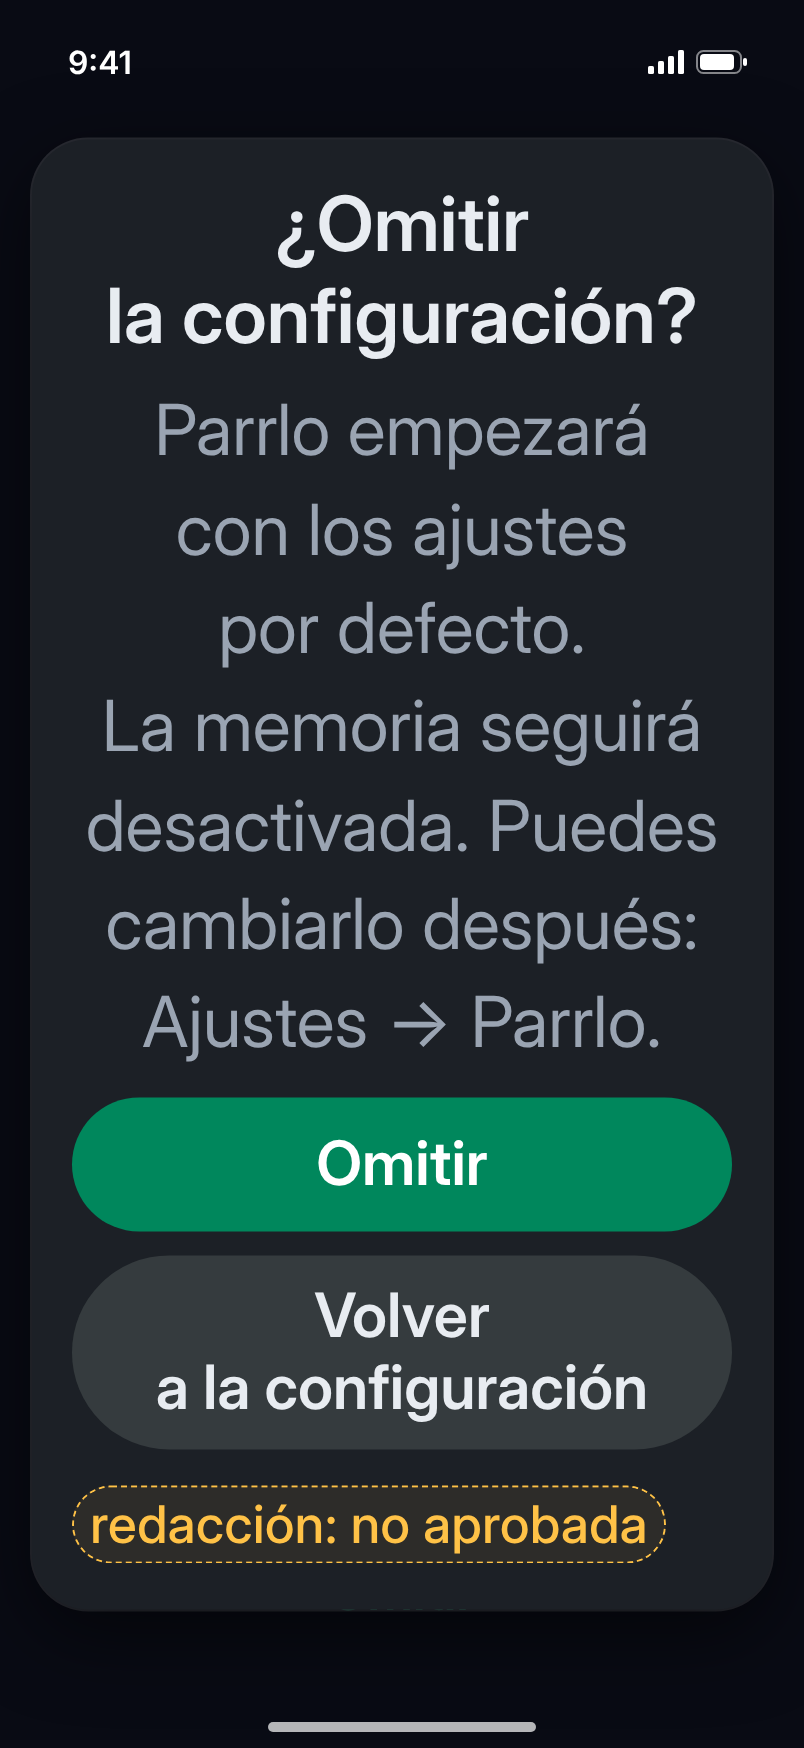 9:41
¿Omitir
la configuración?
Parrlo empezará
con los ajustes
por defecto.
La memoria seguirá
desactivada. Puedes
cambiarlo después:
Ajustes → Parrlo.
Omitir
Volver
a la configuración
redacción: no aprobada